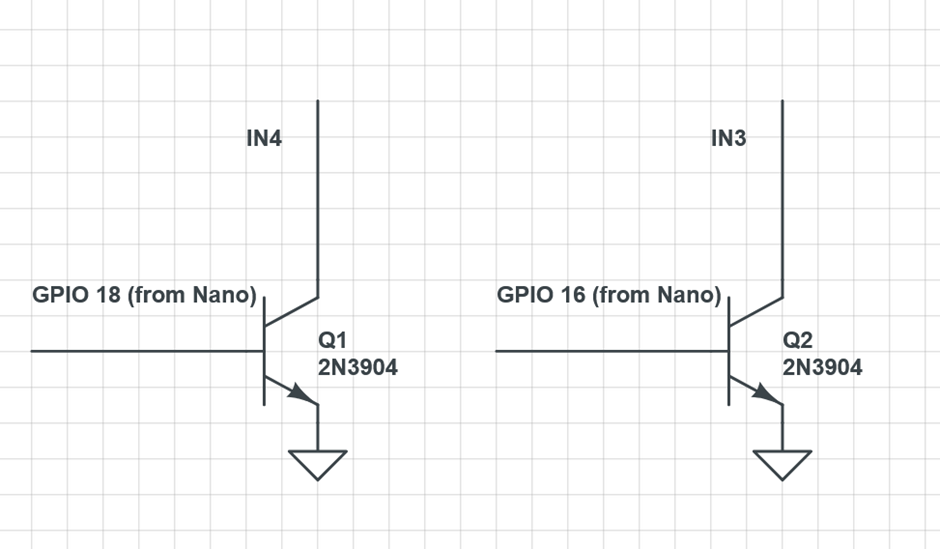 IN4
IN3
GPIO 18 (from Nano)
GPIO 16 (from Nano)
Q1
2N3904
Q2
2N3904